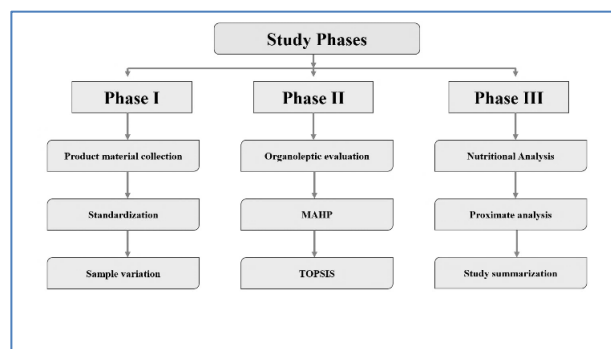 Study Phases
Phase I
Phase II
Phase III
Product material collection
Organoleptic evaluation
Nutritional Analysis
Standardization
MAHP
Proximate analysis
Sample variation
TOPSIS
Study summarization